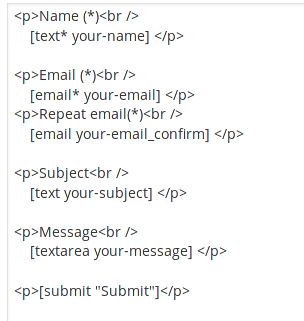 <p>Name (*)<br />
[text* your-name] </p>
<p>Email (*)<br />
[email* your-email] </p>
<p>Repeat email(*)<br />
[email your-email_confirm] </p>
<p>Subject<br />
[text your-subject] </p>
<p>Message<br />
[textarea your-message] </p>
<p>[submit "Submit"]</p>